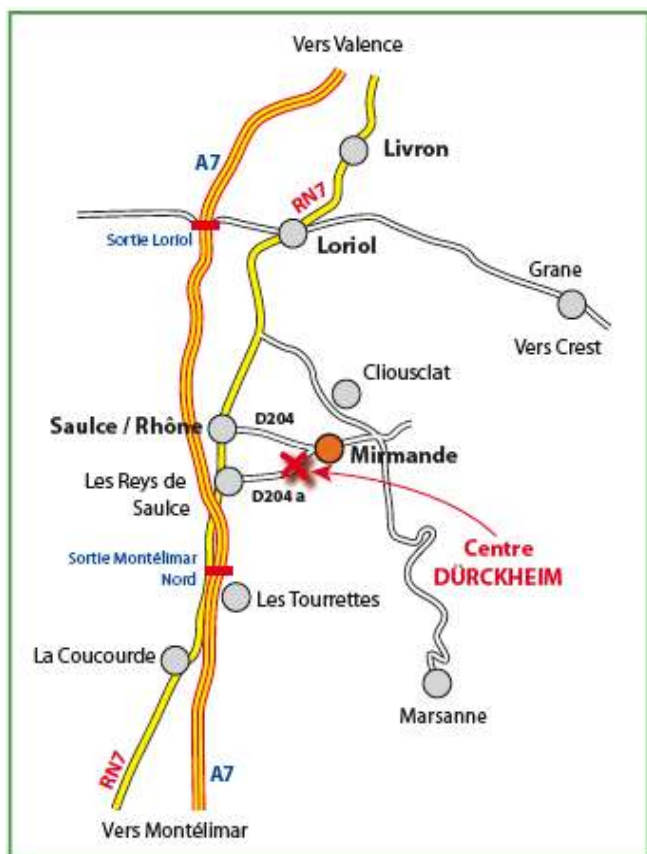 Vers Valence
A7
Livron
RN7
Sortie Loriol
Loriol
Grane
Vers Crest
Cliousclat
Saulce / Rhône
D204
Mirmande
Les Reys de
Saulce
D204 a
Centre
DÜRCKHEIM
Sortie Montélimar
Nord
Les Tourrettes
La Coucourde
Marsanne
RN7
A7
Vers Montélimar